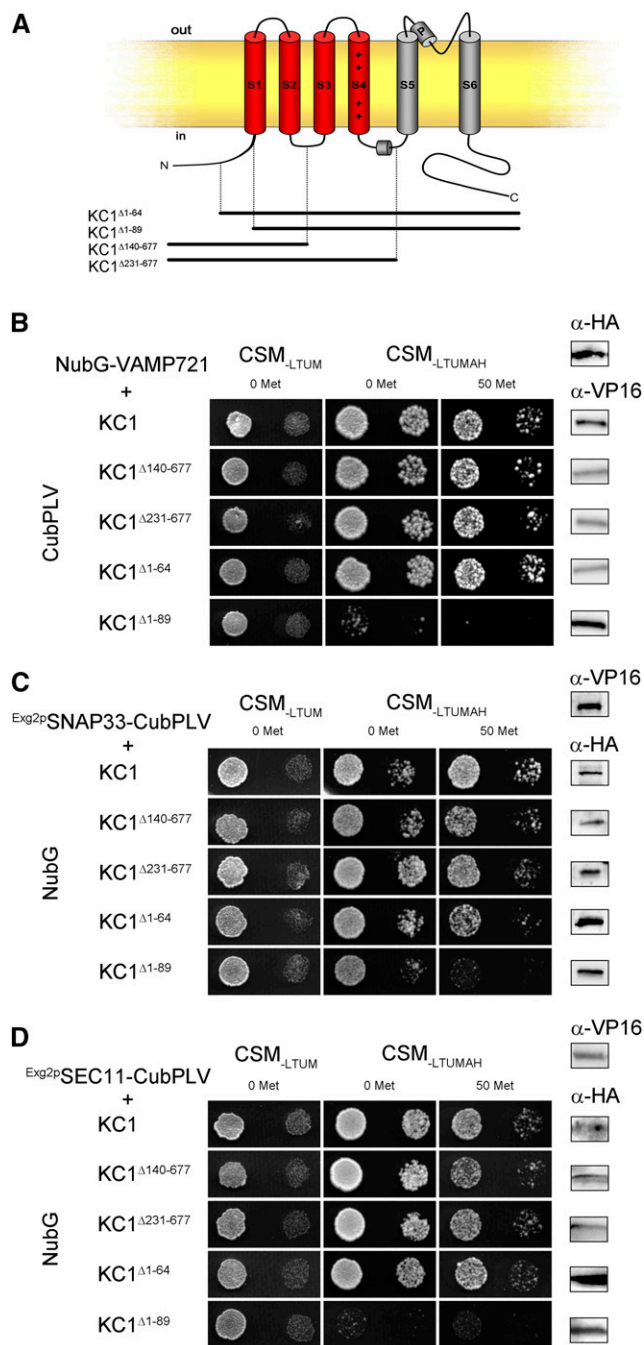 A
out
P
S1 S2 S3 S4 S5 S6
+
+
+
+
in
N
C
KC1Δ1-64
KC1Δ1-89
KC1Δ140-677
KC1Δ231-677
B
α-HA
NubG-VAMP721
+
CSM-LTUM CSM-LTUMAH
0 Met 0 Met 50 Met
α-VP16
CubPLV
KC1
KC1Δ140-677
KC1Δ231-677
KC1Δ1-64
KC1Δ1-89
C
α-VP16
Exg2pSNAP33-CubPLV
+
CSM-LTUM CSM-LTUMAH
0 Met 0 Met 50 Met
α-HA
NubG
KC1
KC1Δ140-677
KC1Δ231-677
KC1Δ1-64
KC1Δ1-89
D
α-VP16
Exg2pSEC11-CubPLV
+
CSM-LTUM CSM-LTUMAH
0 Met 0 Met 50 Met
α-HA
NubG
KC1
KC1Δ140-677
KC1Δ231-677
KC1Δ1-64
KC1Δ1-89